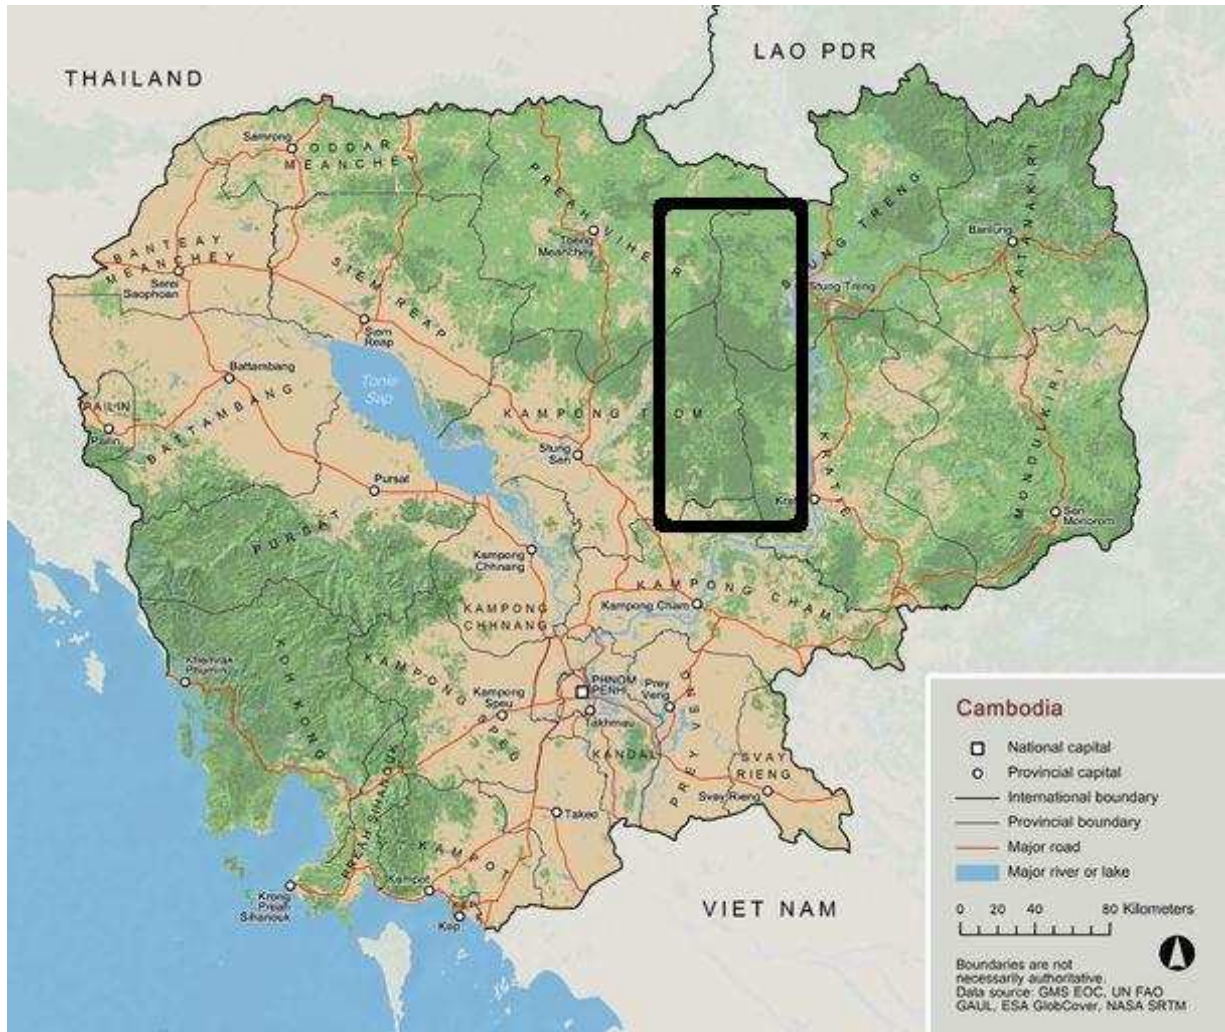 THAILAND
LAO PDR
Samrong
ODDAR
MEANCHEY
PREAH VIHEAR
Tbeng
Meanchey
STUNG TRENG
Stung Treng
Banlung
RATANAKIRI
BANTEAY
MEANCHEY
Serei
Saophoan
SIEM REAP
Siem
Reap
Battambang
BATTAMBANG
Tonle
Sap
PAILIN
Pailin
KAMPONG THOM
Stung
Sen
KRATE
MONDULKIRI
Sen
Monorom
Pursat
PURSAT
Kampong
Chhnang
KAMPONG
CHHNANG
KAMPONG CHAM
Kampong Cham
Khemrak
Phumin
KOH KONG
KAMPONG SPEU
Kampong
Speu
PHNOM
PENH
Prey
Veng
Takhmau
KANDAL
PREY VENG
SVAY
RIENG
Svay Rieng
Takeo
PREAH SIHANOUK
KAMPOT
Kampot
Krong
Preah
Sihanouk
Kep
VIET NAM
Cambodia
National capital
Provincial capital
International boundary
Provincial boundary
Major road
Major river or lake
0 20 40 80 Kilometers
Boundaries are not
necessarily authoritative.
Data source: GMS EOC, UN FAO
GAUL, ESA GlobCover, NASA SRTM